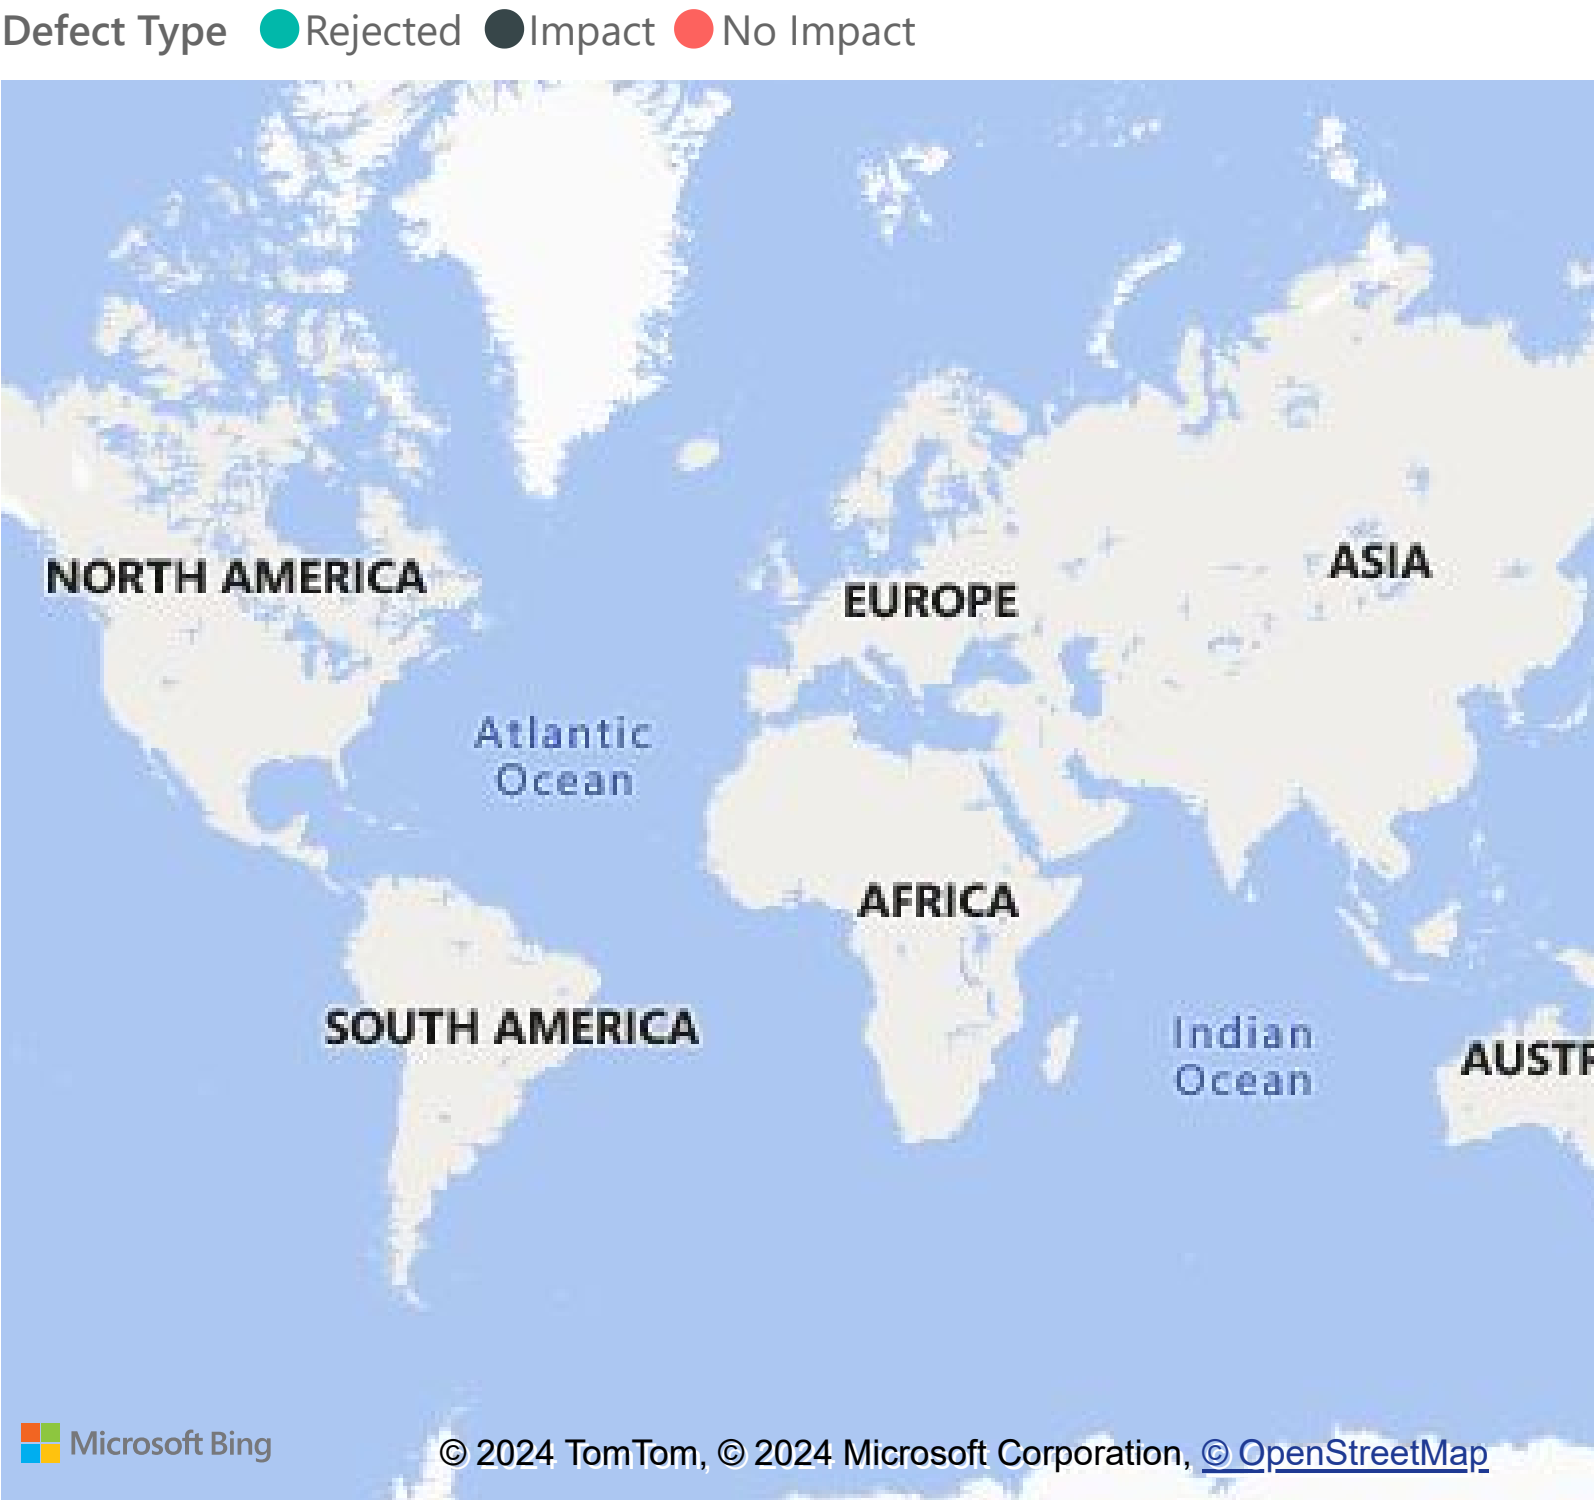 Defect Type Rejected Impact No Impact
NORTH AMERICA
ASIA
EUROPE
Atlantic
Ocean
AFRICA
SOUTH AMERICA
Indian
Ocean
AUSTR
Microsoft Bing
© 2024 TomTom, © 2024 Microsoft Corporation, © OpenStreetMap